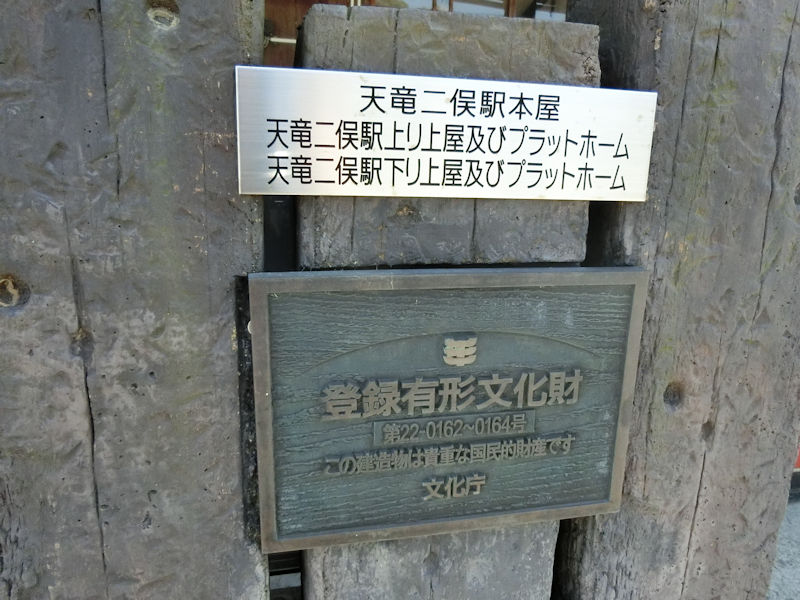 天竜二俣駅本屋
天竜二俣駅上り上屋及びプラットホーム
天竜二俣駅下り上屋及びプラットホーム
登録有形文化財
第22-0162~0164号
この建造物は貴重な国民的財産です
文化庁